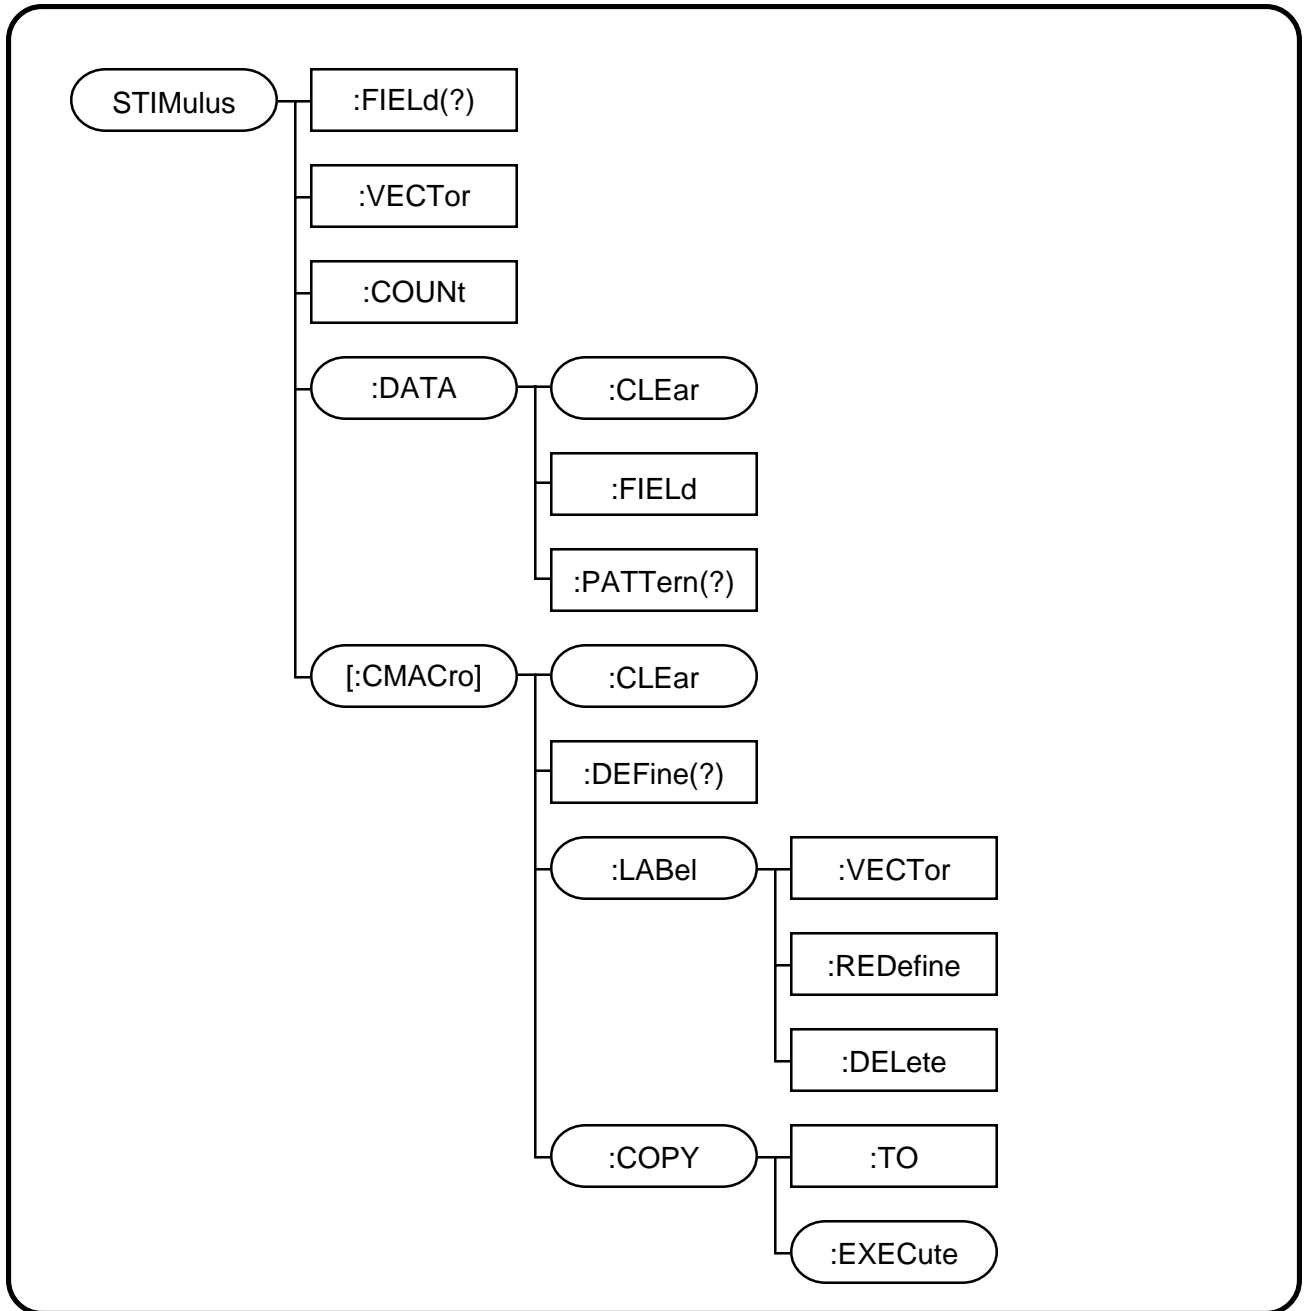 STIMulus
:FIELd(?)
:VECTor
:COUNt
:DATA
:CLEar
:FIELd
:PATTern(?)
[:CMACro]
:CLEar
:DEFine(?)
:LABel
:VECTor
:REDefine
:DELete
:COPY
:TO
:EXECute